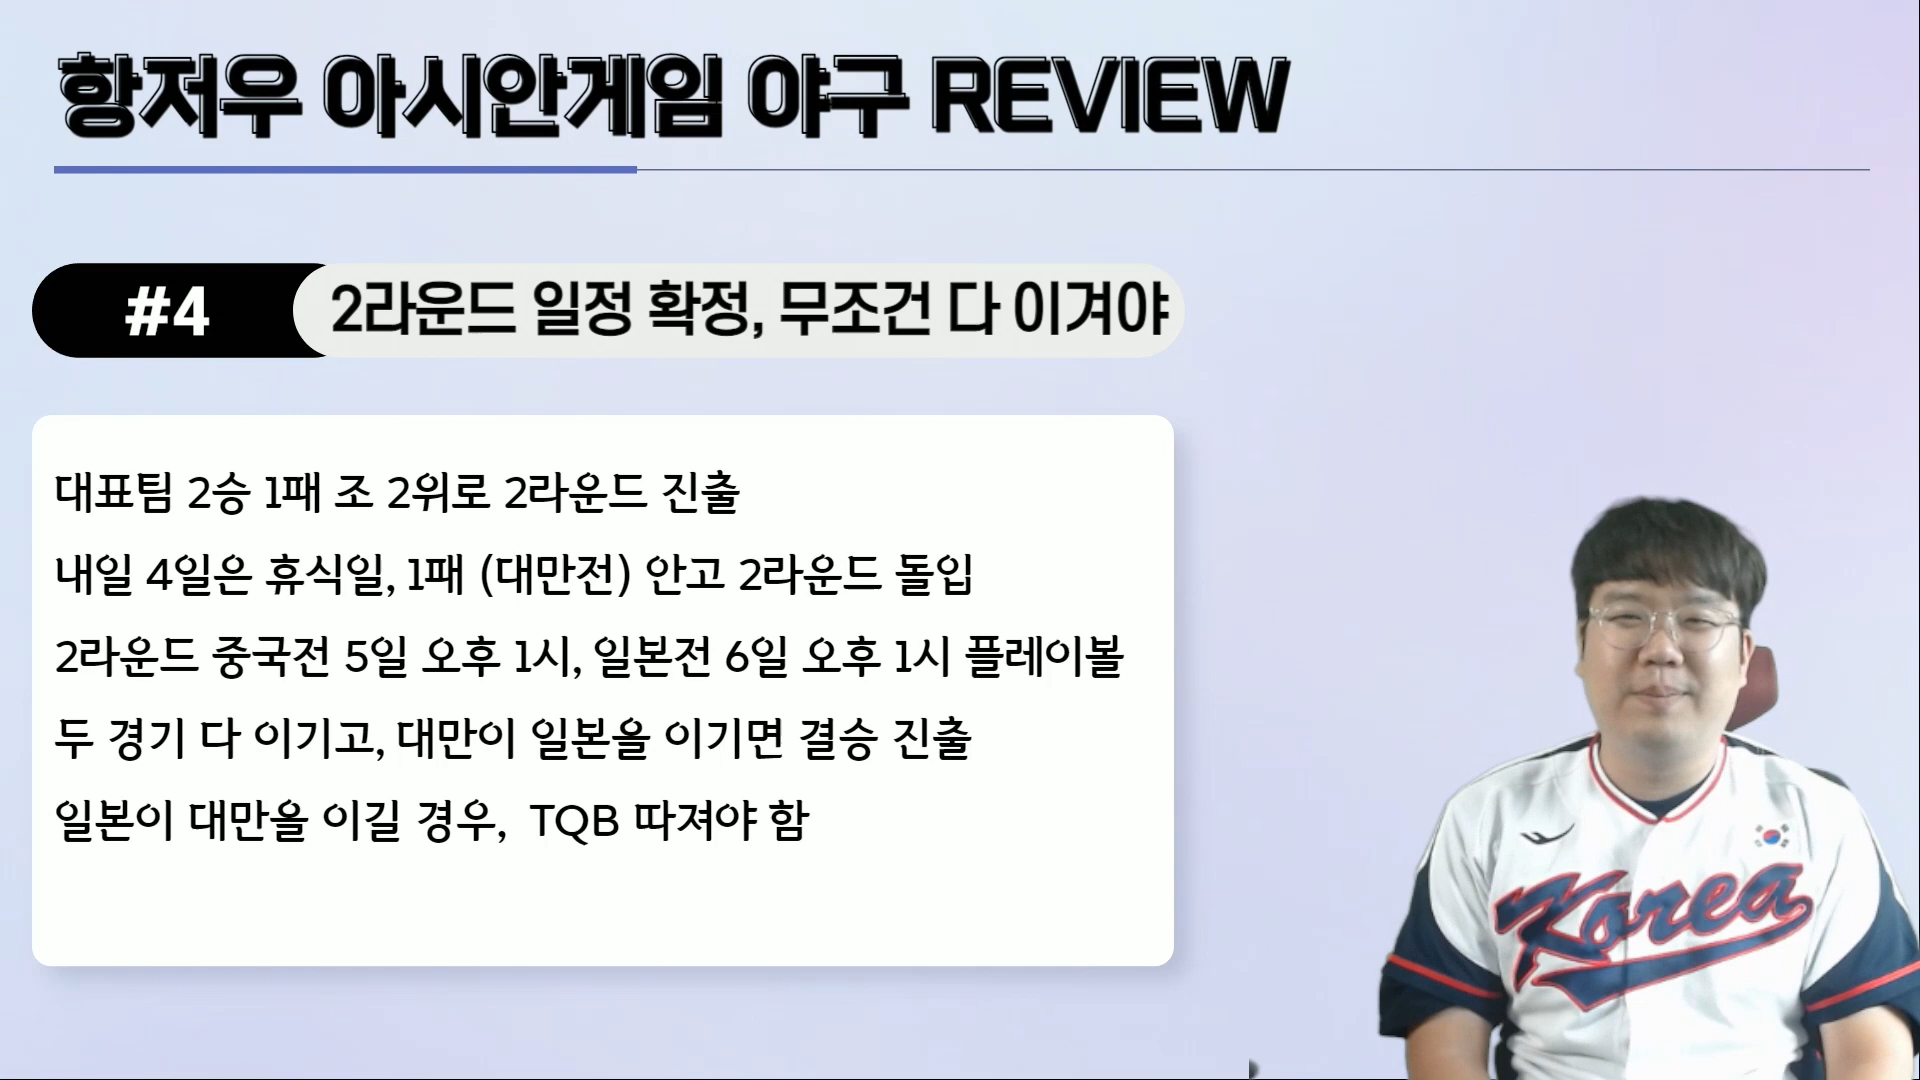 항저우 아시안게임 야구 REVIEW
#4
2라운드 일정 확정, 무조건 다 이겨야
대표팀 2승 1패 조 2위로 2라운드 진출
내일 4일은 휴식일, 1패 (대만전) 안고 2라운드 돌입
2라운드 중국전 5일 오후 1시, 일본전 6일 오후 1시 플레이볼
두 경기 다 이기고, 대만이 일본을 이기면 결승 진출
일본이 대만을 이길 경우, TQB 따져야 함
Korea